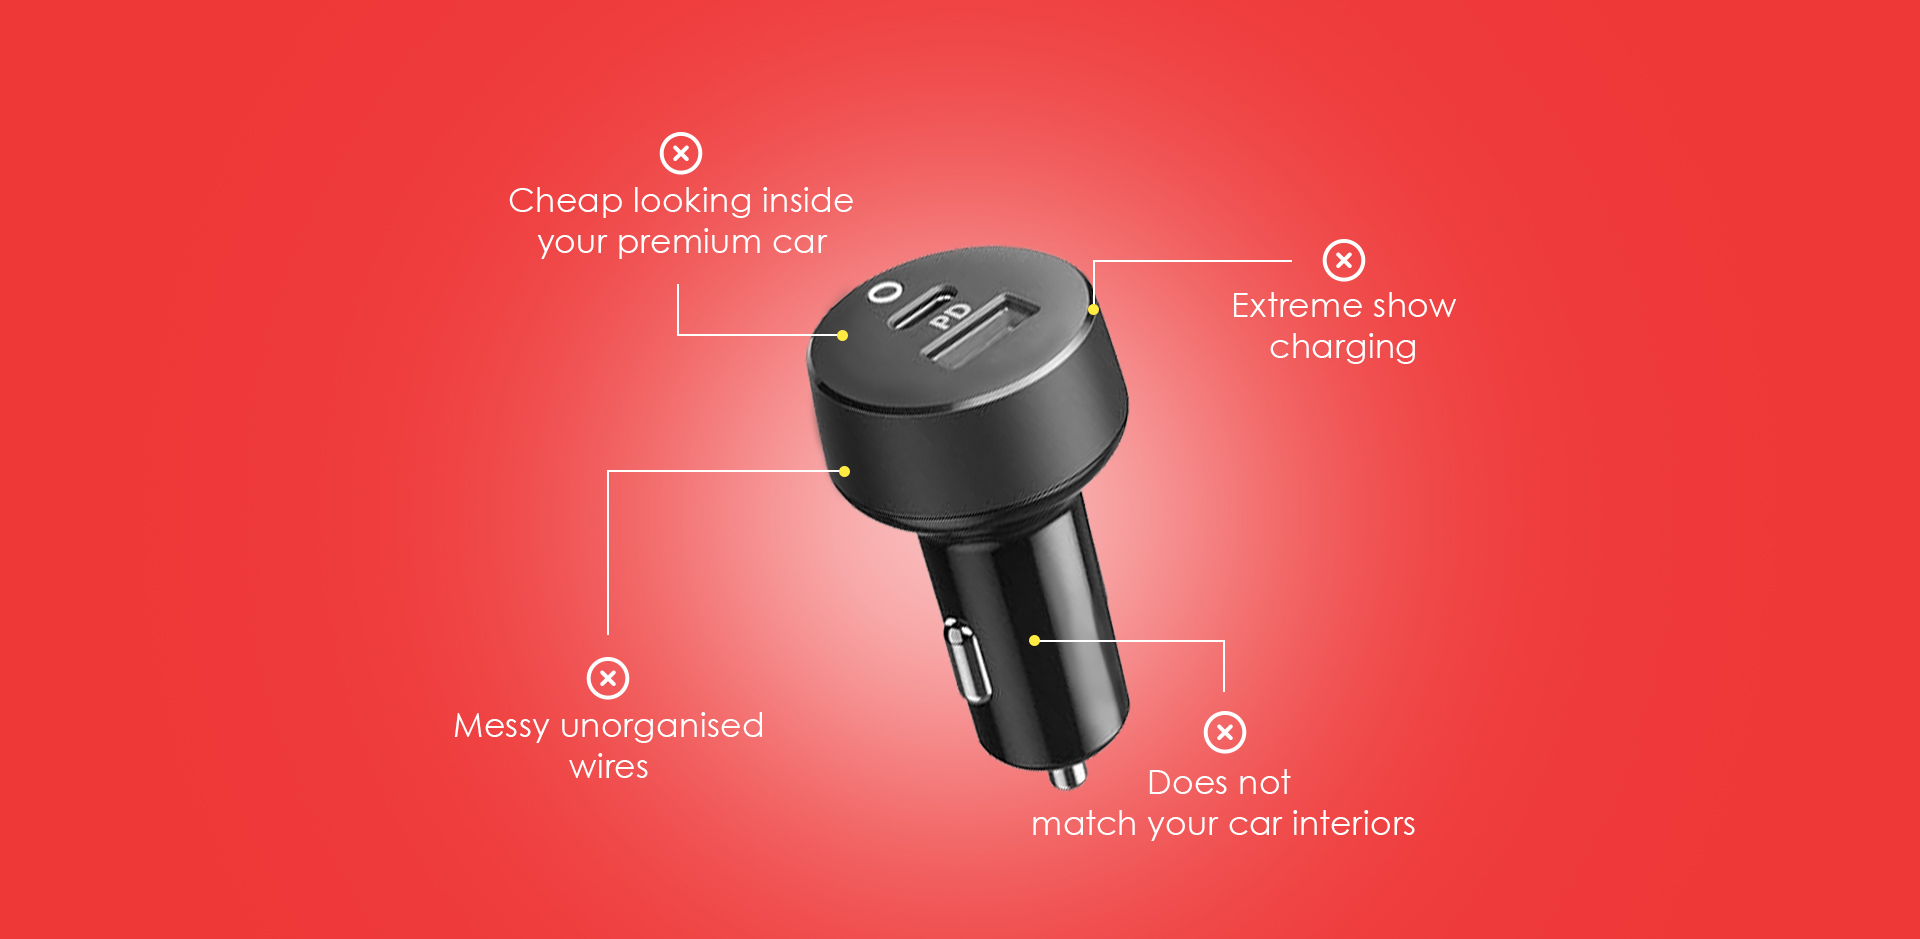 Cheap looking inside
your premium car
Extreme show
charging
PD
Messy unorganised
wires
Does not
match your car interiors